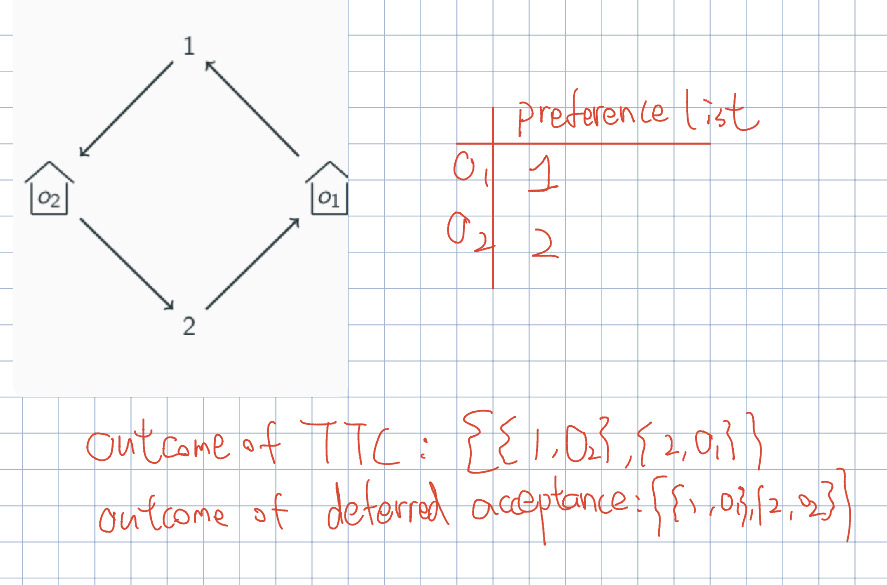 1
o₂
o₁
2
preference list
O₁ 1
O₂ 2
outcome of TTC : {{1,O₂},{2,O₁}}
outcome of deferred acceptance:{{1,O₁},{2,O₂}}